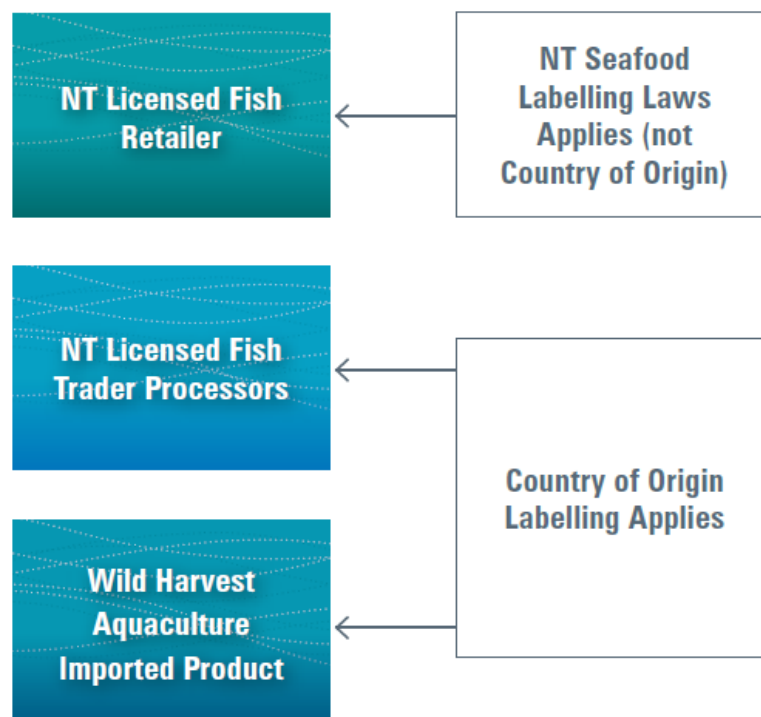 NT Licensed Fish
Retailer
NT Seafood
Labelling Laws
Applies (not
Country of Origin)
NT Licensed Fish
Trader Processors
Country of Origin
Labelling Applies
Wild Harvest
Aquaculture
Imported Product